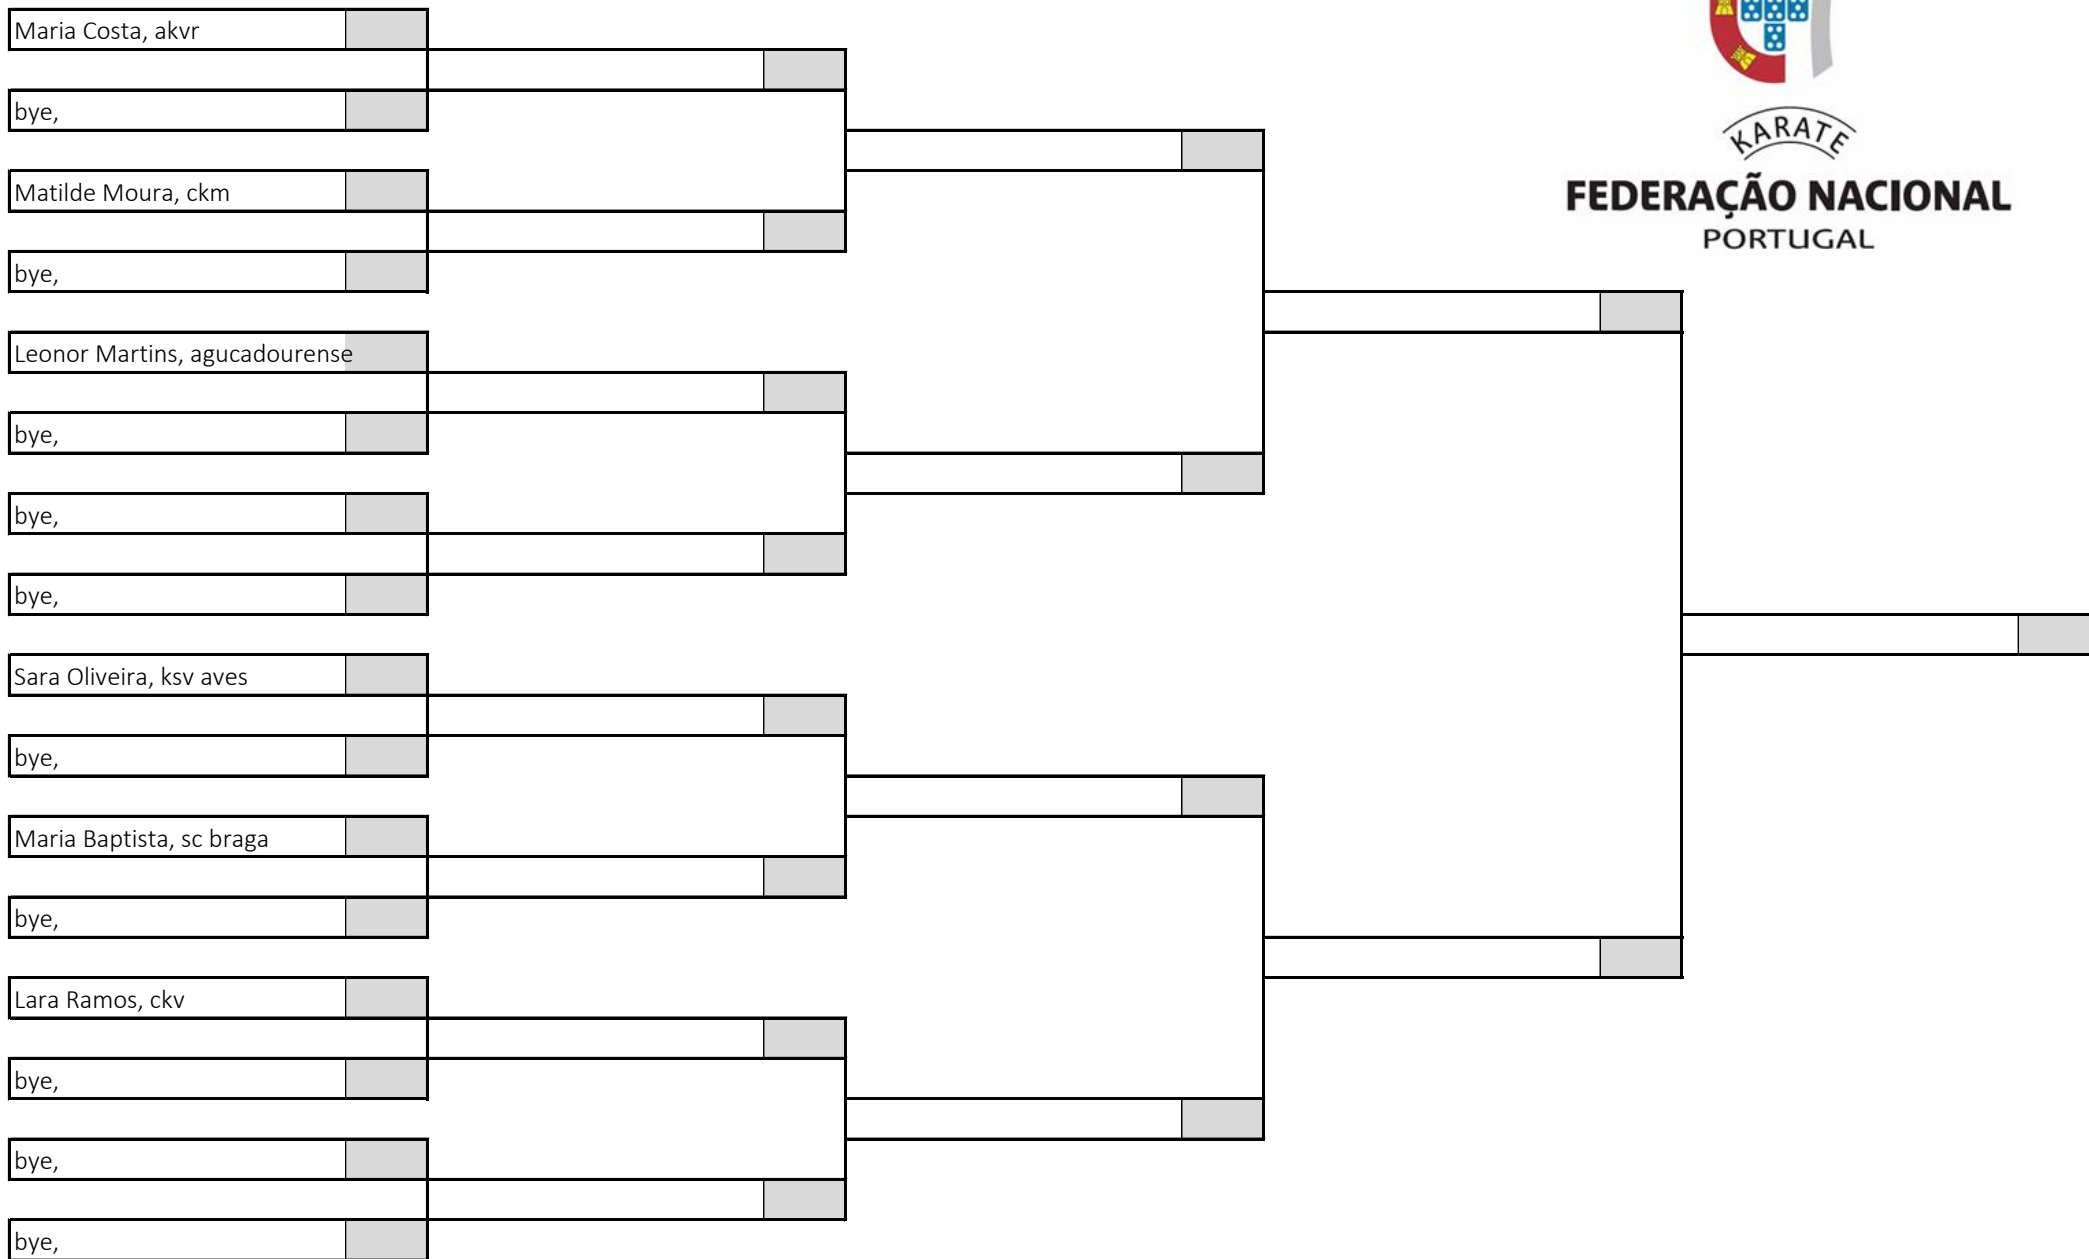 Maria Costa, akvr
bye,
KARATE
Matilde Moura, ckm
FEDERAÇÃO NACIONAL
PORTUGAL
bye,
Leonor Martins, agucadourense
bye,
bye,
bye,
Sara Oliveira, ksv aves
bye,
Maria Baptista, sc braga
bye,
Lara Ramos, ckv
bye,
bye,
bye,